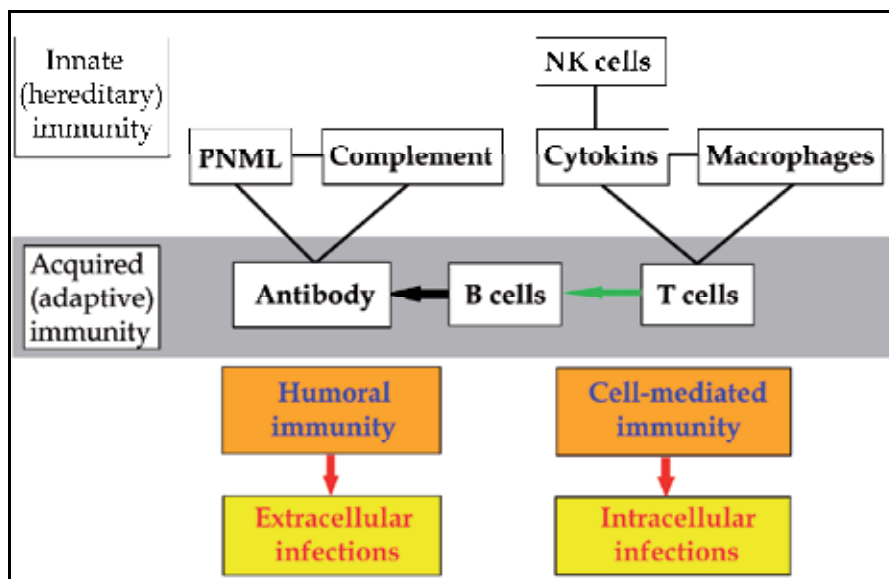 Innate
(hereditary)
immunity
NK cells
PNML
Complement
Cytokins
Macrophages
Acquired
(adaptive)
immunity
Antibody
B cells
T cells
Humoral
immunity
Cell-mediated
immunity
Extracellular
infections
Intracellular
infections